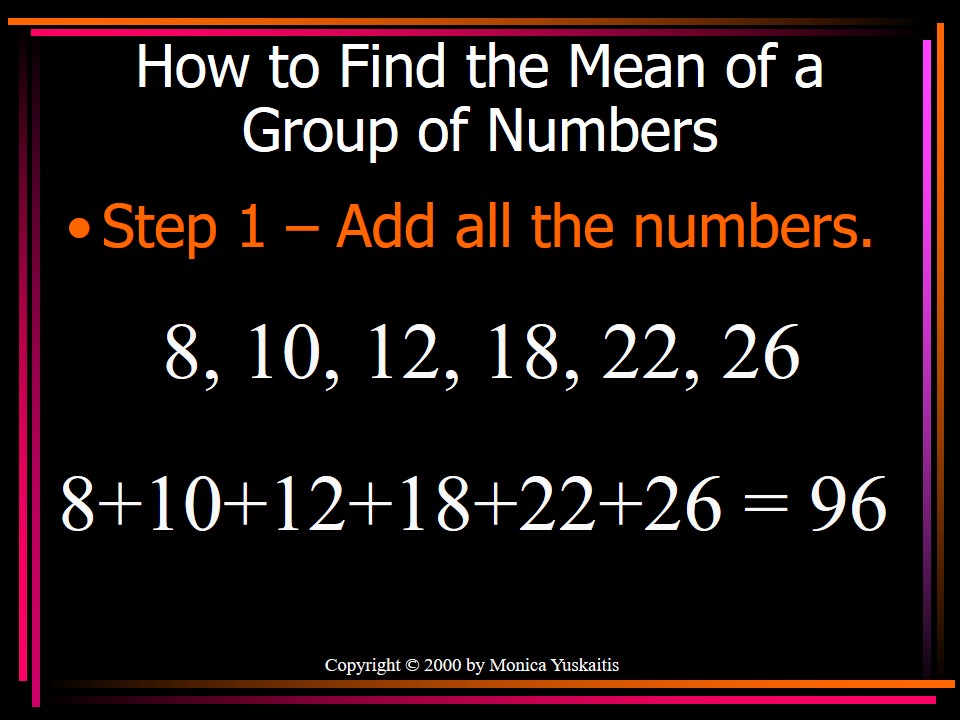 How to Find the Mean of a
Group of Numbers
• Step 1 – Add all the numbers.
8, 10, 12, 18, 22, 26
8+10+12+18+22+26 = 96
Copyright © 2000 by Monica Yuskaitis